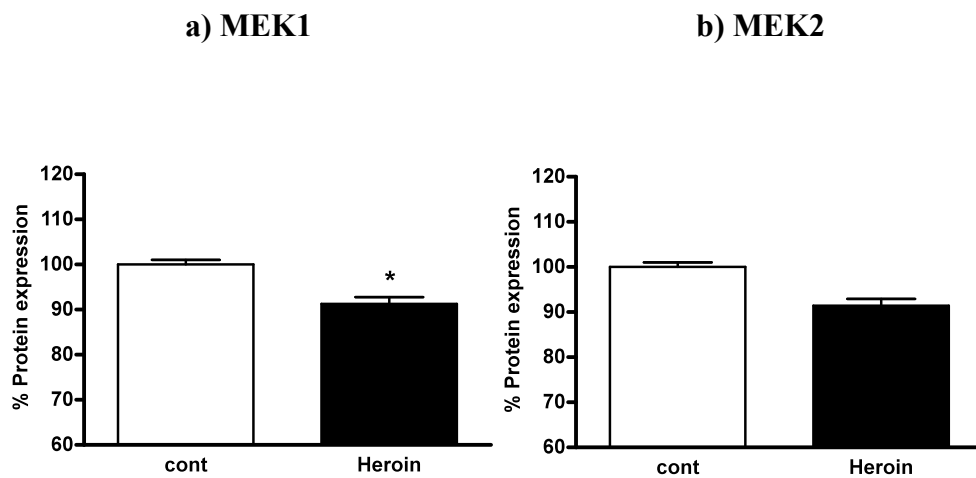 a) MEK1
b) MEK2
% Protein expression
120
110
100
90
80
70
60
*
cont
Heroin
% Protein expression
120
110
100
90
80
70
60
cont
Heroin